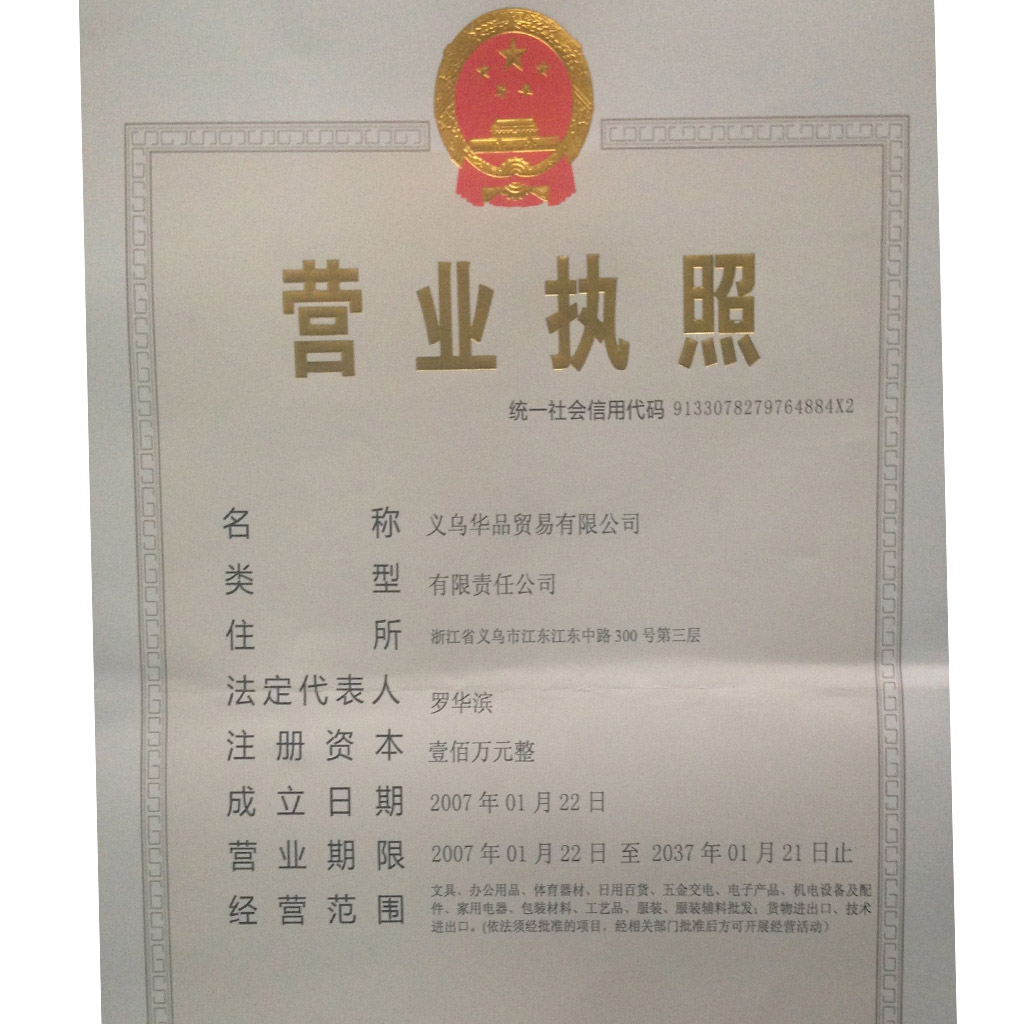 营业执照
统一社会信用代码 9133078279764884X2
名称 义乌华品贸易有限公司
类型 有限责任公司
住所 浙江省义乌市江东江东中路300号第三层
法定代表人 罗华滨
注册资本 壹佰万元整
成立日期 2007年01月22日
营业期限 2007年01月22日 至 2037年01月21日止
经营范围 文具、办公用品、体育器材、日用百货、五金交电、电子产品、机电设备及配
件、家用电器、包装材料、工艺品、服装、服装辅料批发；货物进出口、技术
进出口。(依法须经批准的项目，经相关部门批准后方可开展经营活动）